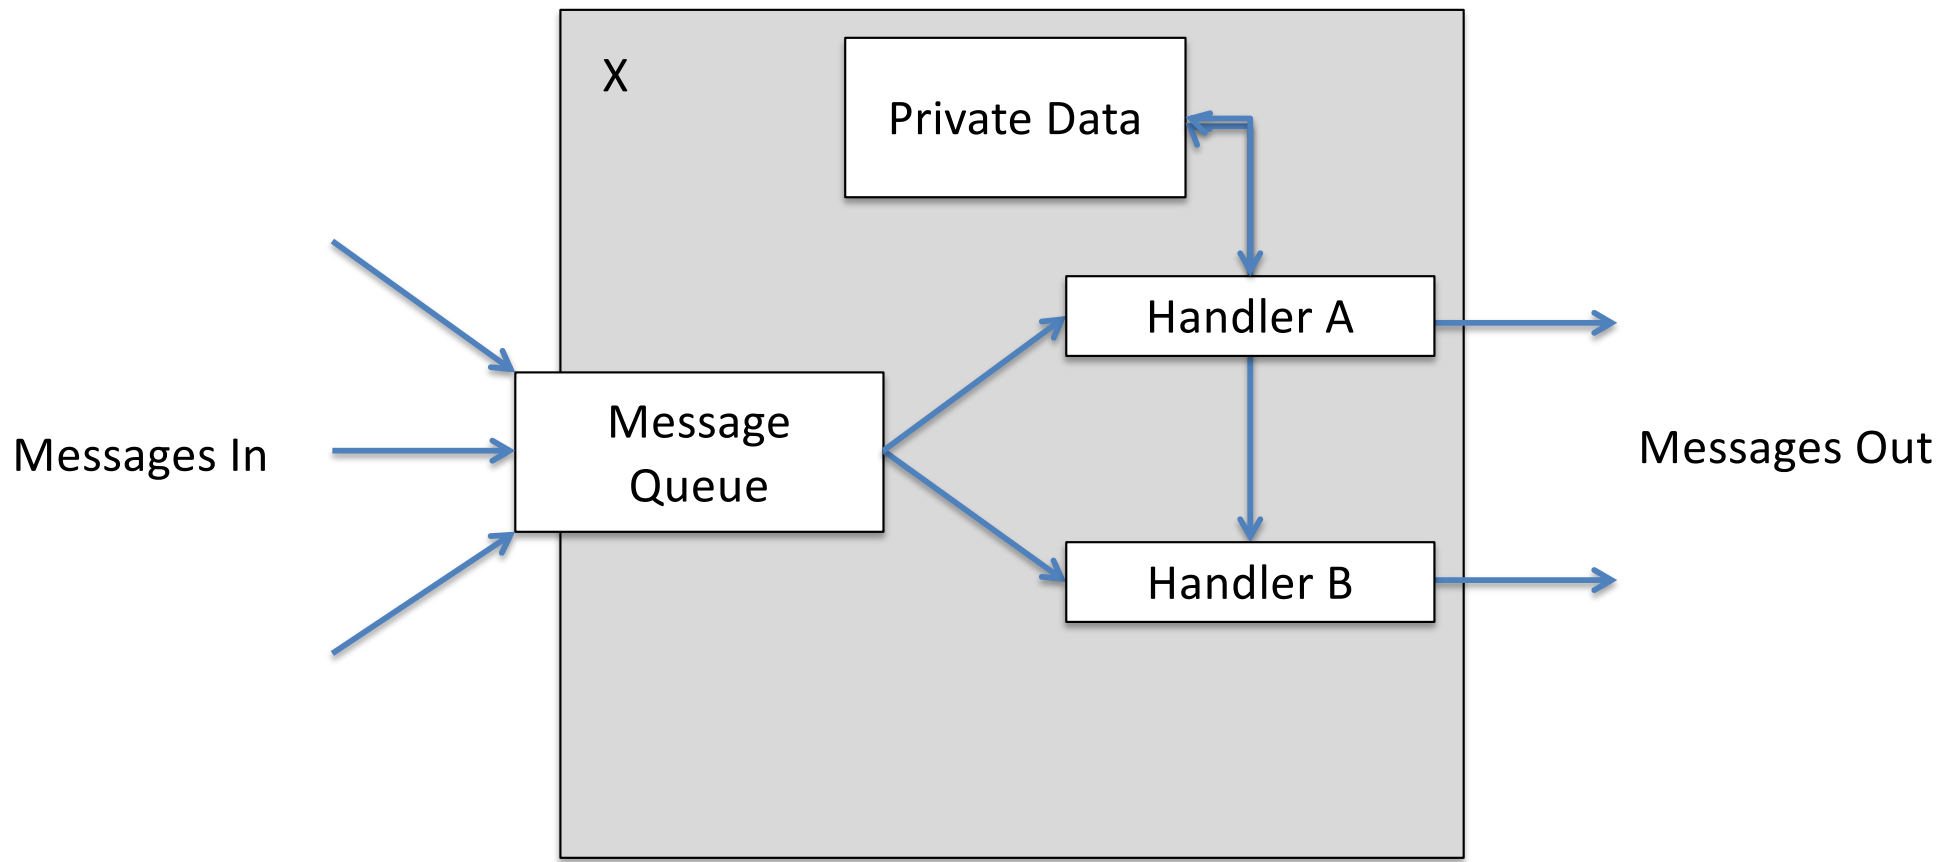 X
Private Data
Handler A
Messages In
Message
Queue
Messages Out
Handler B